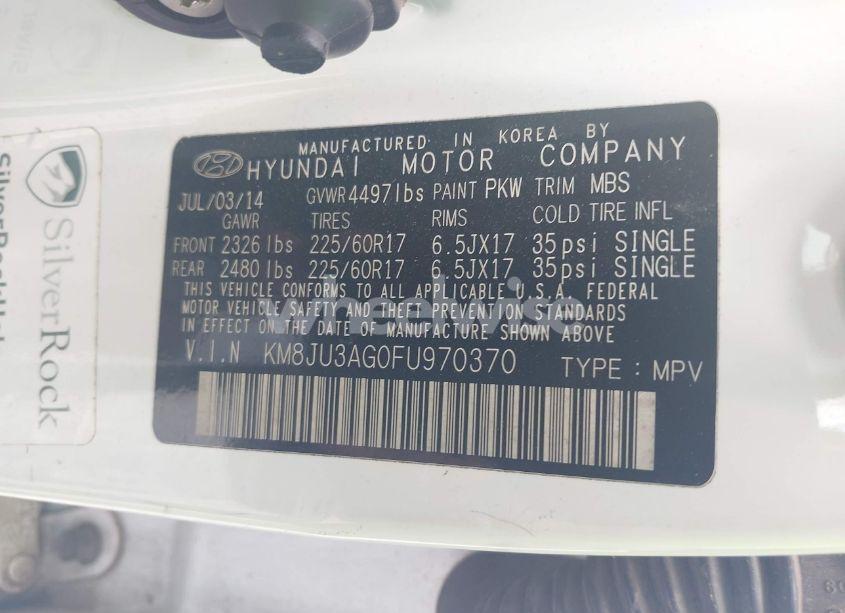 MANUFACTURED IN KOREA BY
HYUNDAI MOTOR COMPANY
JUL/03/14 GVWR 4497lbs PAINT PKW TRIM MBS
GAWR TIRES RIMS COLD TIRE INFL
FRONT 2326 lbs 225/60R17 6.5JX17 35psi SINGLE
REAR 2480 lbs 225/60R17 6.5JX17 35psi SINGLE
THIS VEHICLE CONFORMS TO ALL APPLICABLE U.S.A. FEDERAL
MOTOR VEHICLE SAFETY AND THEFT PREVENTION STANDARDS
IN EFFECT ON THE DATE OF MANUFACTURE SHOWN ABOVE
V.I.N KM8JU3AG0FU970370 TYPE : MPV
SilverRock